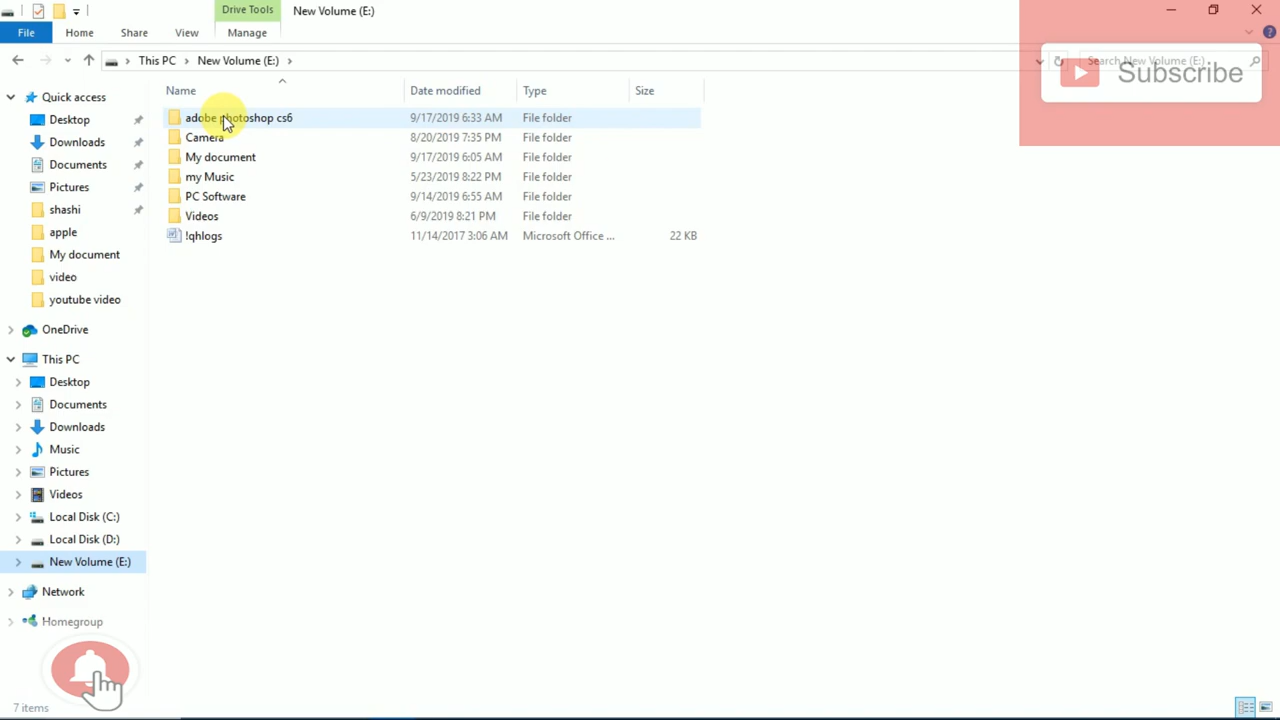 Drive Tools
New Volume (E:)
File
Home
Share
View
Manage
This PC
New Volume (E:)
Search New Volume (E:)
Subscribe
Name
Date modified
Type
Size
Quick access
Desktop
Downloads
Documents
Pictures
shashi
apple
My document
video
youtube video
OneDrive
This PC
Desktop
Documents
Downloads
Music
Pictures
Videos
Local Disk (C:)
Local Disk (D:)
New Volume (E:)
Network
Homegroup
adobe photoshop cs6 9/17/2019 6:33 AM File folder
Camera 8/20/2019 7:35 PM File folder
My document 9/17/2019 6:05 AM File folder
my Music 5/23/2019 8:22 PM File folder
PC Software 9/14/2019 6:55 AM File folder
Videos 6/9/2019 8:21 PM File folder
!qhlogs 11/14/2017 3:06 AM Microsoft Office ... 22 KB
7 items